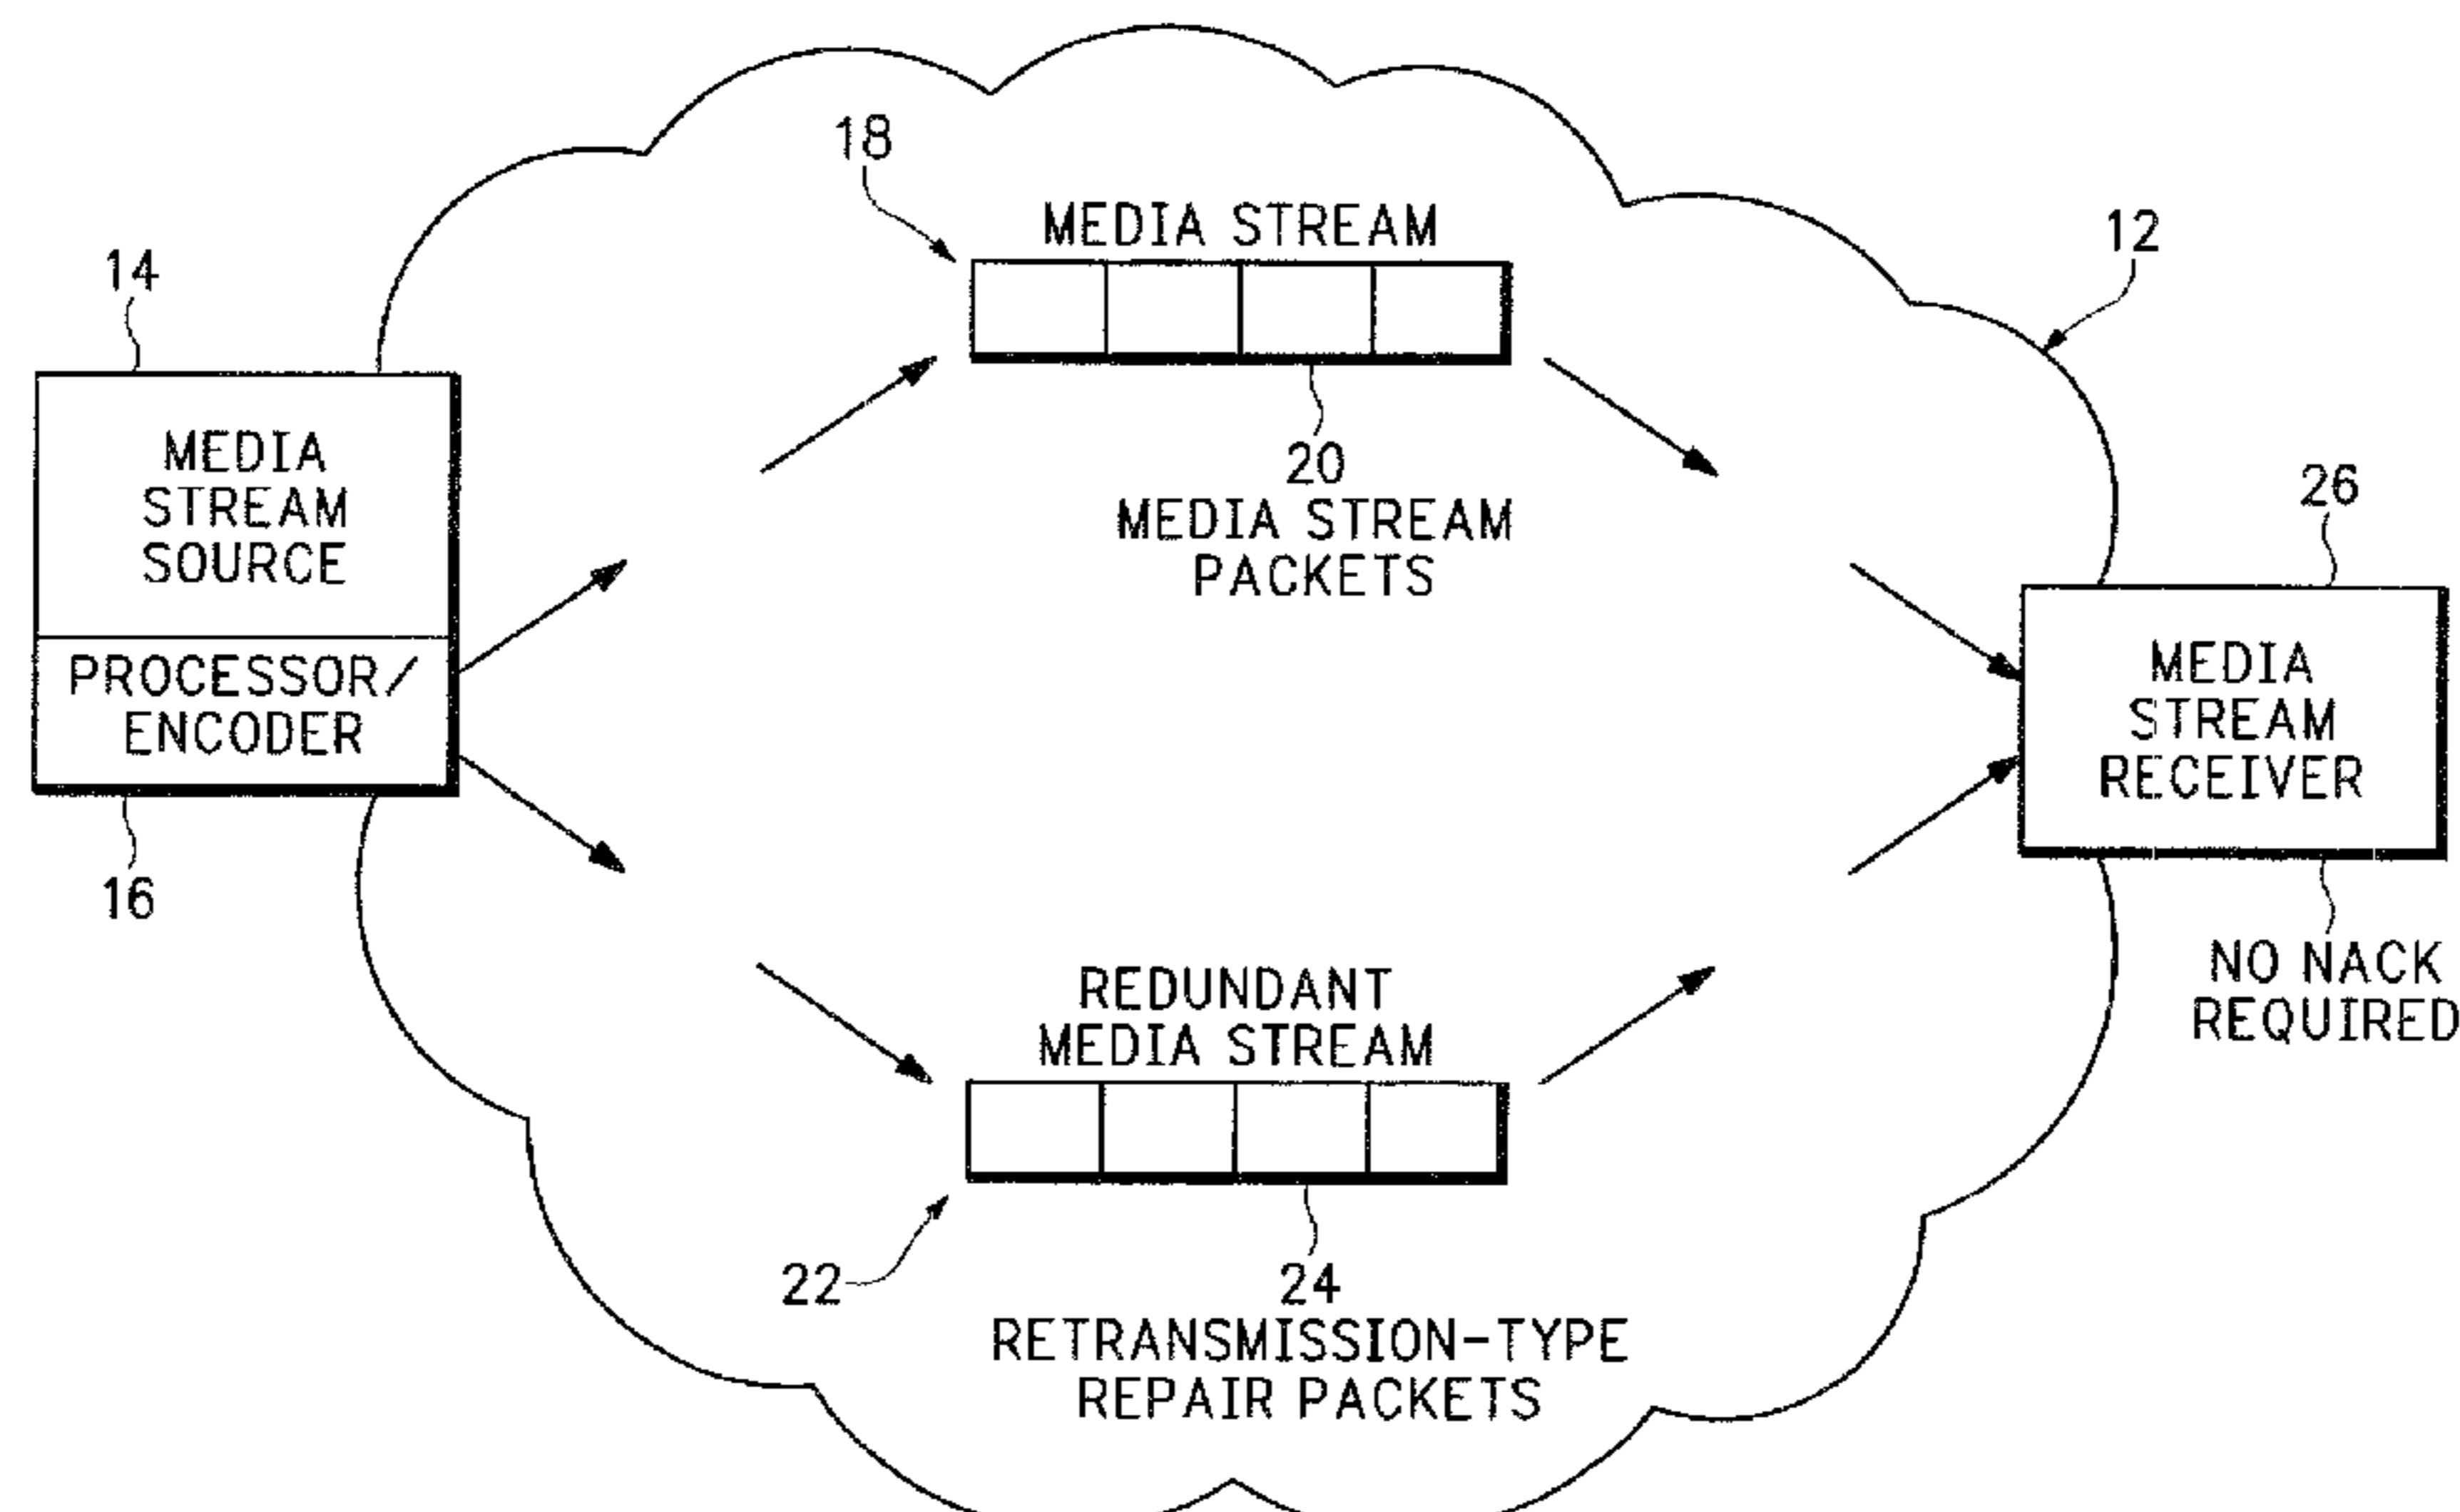 18
MEDIA STREAM
12
14
MEDIA
STREAM
SOURCE
20
MEDIA STREAM
PACKETS
26
PROCESSOR/
ENCODER
MEDIA
STREAM
RECEIVER
16
NO NACK
REQUIRED
REDUNDANT
MEDIA STREAM
22
24
RETRANSMISSION-TYPE
REPAIR PACKETS